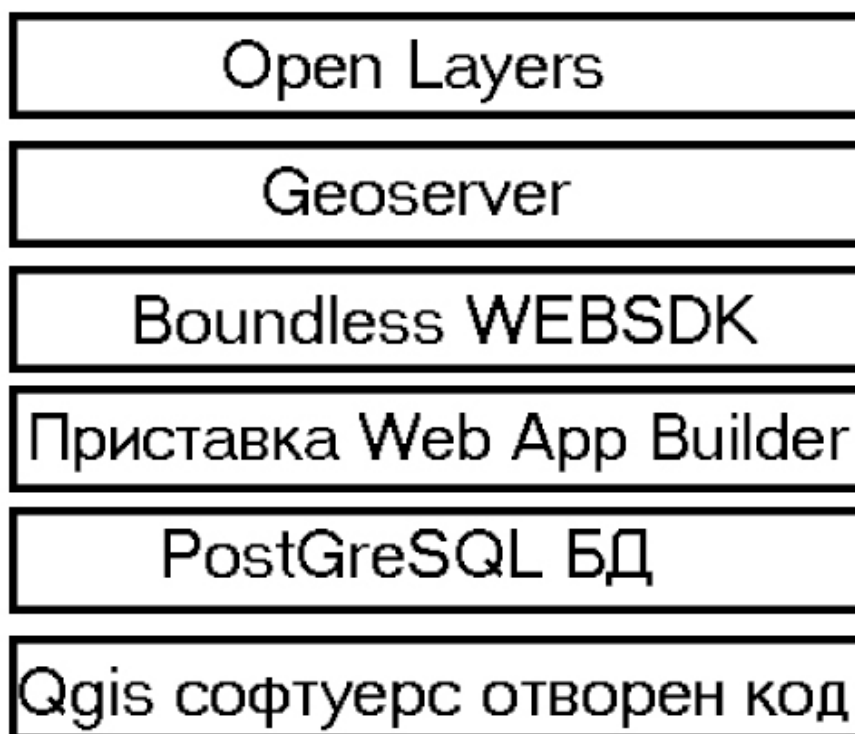 Open Layers
Geoserver
Boundless WEBSDK
Приставка Web App Builder
PostGreSQL БД
Qgis софтуерс отворен код